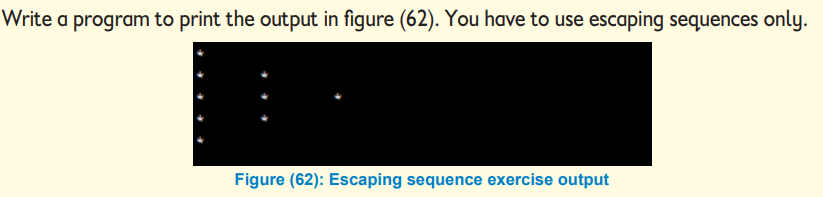 Write a program to print the output in figure (62). You have to use escaping sequences only.
*
* *
* * *
* *
*
Figure (62): Escaping sequence exercise output